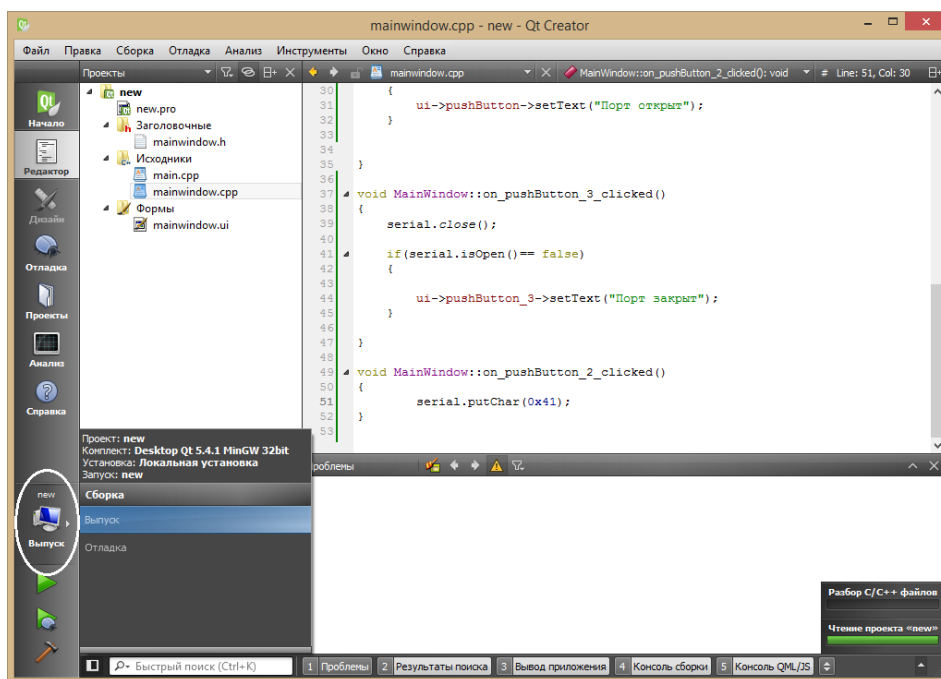 mainwindow.cpp - new - Qt Creator
Файл Правка Сборка Отладка Анализ Инструменты Окно Справка
Проекты
mainwindow.cpp
MainWindow::on_pushButton_2_clicked(): void
# Line: 51, Col: 30
Начало
Редактор
Дизайн
Отладка
Проекты
Анализ
Справка
new
Выпуск
new
new.pro
Заголовочные
mainwindow.h
Исходники
main.cpp
mainwindow.cpp
Формы
mainwindow.ui
30 {
31 ui->pushButton->setText("Порт открыт");
32 }
33
34
35 }
36
37 void MainWindow::on_pushButton_3_clicked()
38 {
39 serial.close();
40
41 if(serial.isOpen()== false)
42 {
43
44 ui->pushButton_3->setText("Порт закрыт");
45 }
46
47 }
48
49 void MainWindow::on_pushButton_2_clicked()
50 {
51 serial.putChar(0x41);
52 }
53
Проект: new
Комплект: Desktop Qt 5.4.1 MinGW 32bit
Установка: Локальная установка
Запуск: new
Сборка
Выпуск
Отладка
роблемы
Разбор C/C++ файлов
Чтение проекта «new»
Быстрый поиск (Ctrl+K)
1 Проблемы 2 Результаты поиска 3 Вывод приложения 4 Консоль сборки 5 Консоль QML/JS